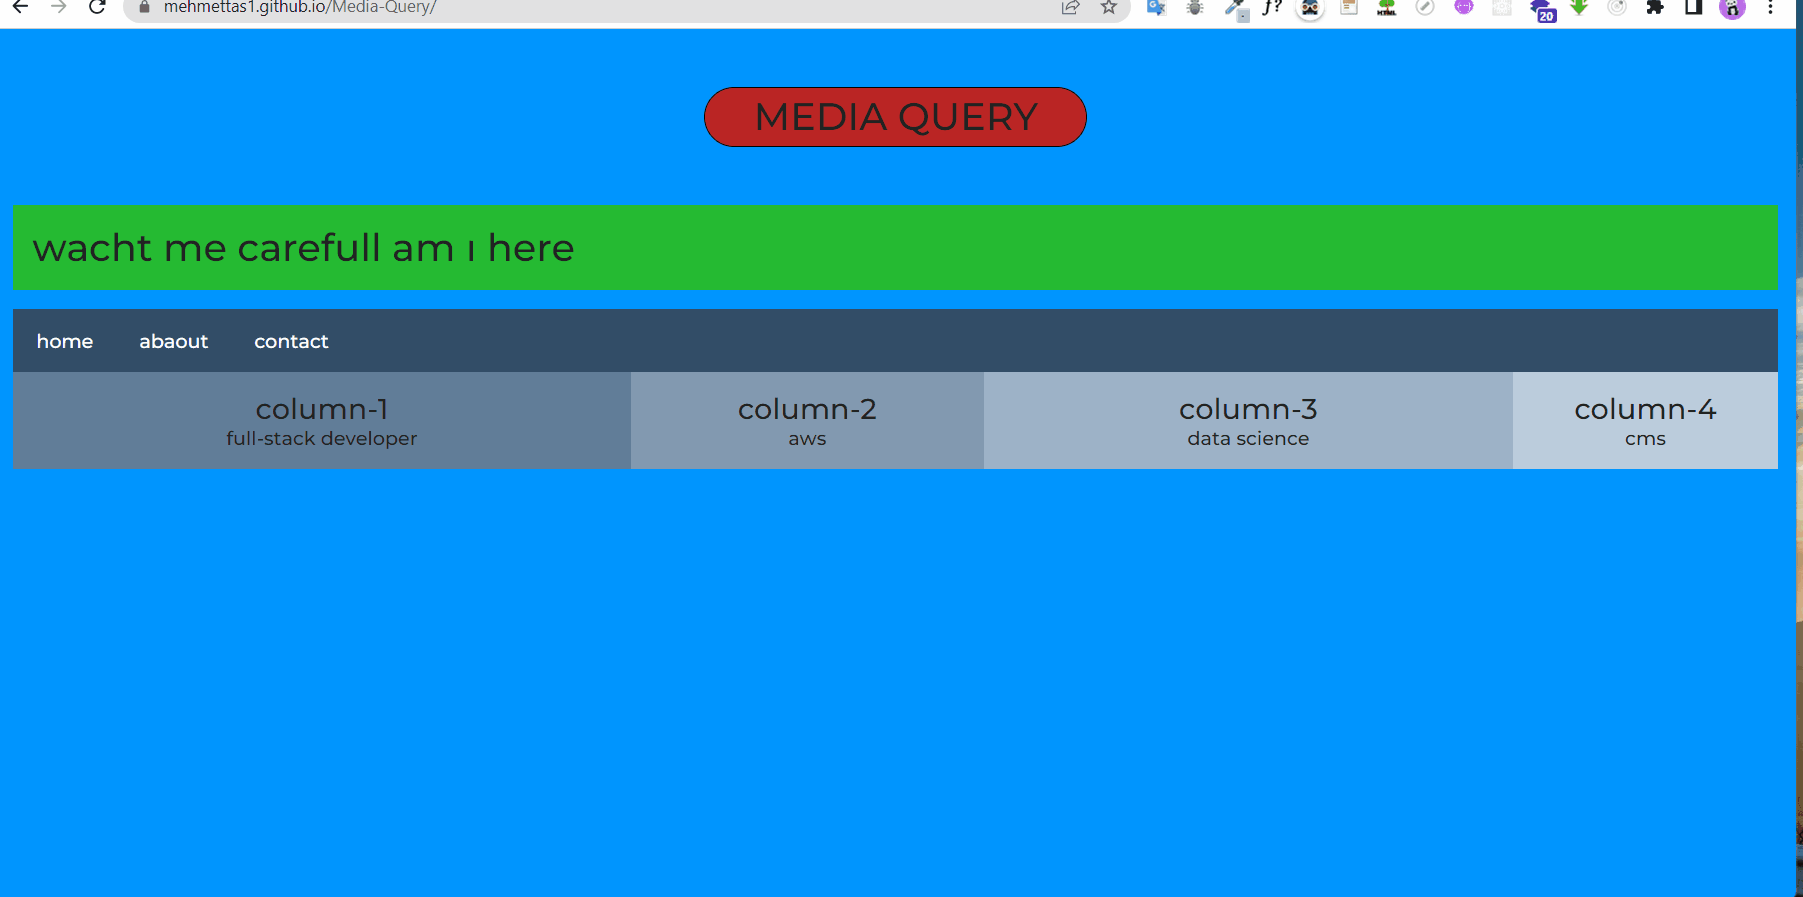 mehmettas1.github.io/Media-Query/
20
MEDIA QUERY
wacht me carefull am ı here
home abaout contact
column-1 column-2 column-3 column-4
full-stack developer aws data science cms